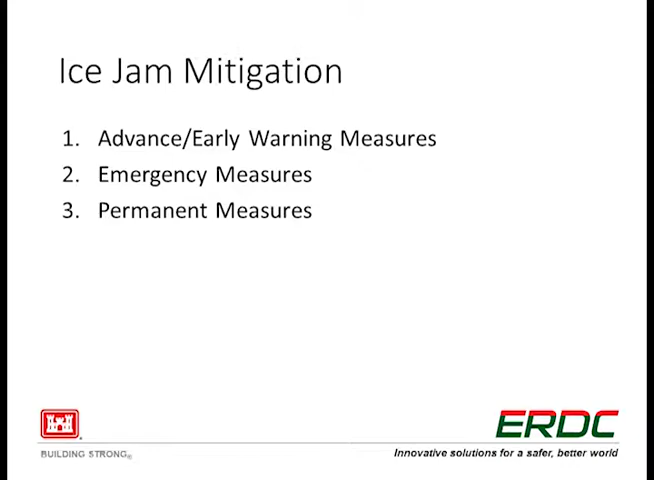 Ice Jam Mitigation
1. Advance/Early Warning Measures
2. Emergency Measures
3. Permanent Measures
ERDC
BUILDING STRONG®
Innovative solutions for a safer, better world